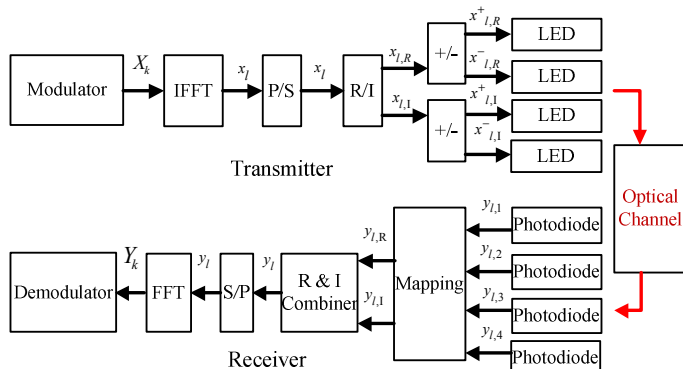 Modulator
X_k
IFFT
x_l
P/S
x_l
R/I
x_{l,R}
x_{l,I}
+/-
+/-
x^+_{l,R}
x^-_{l,R}
x^+_{l,I}
x^-_{l,I}
LED
LED
LED
LED
Transmitter
Optical
Channel
Demodulator
Y_k
FFT
y_l
S/P
y_l
R & I
Combiner
y_{l,R}
y_{l,I}
Mapping
y_{l,1}
y_{l,2}
y_{l,3}
y_{l,4}
Photodiode
Photodiode
Photodiode
Photodiode
Receiver